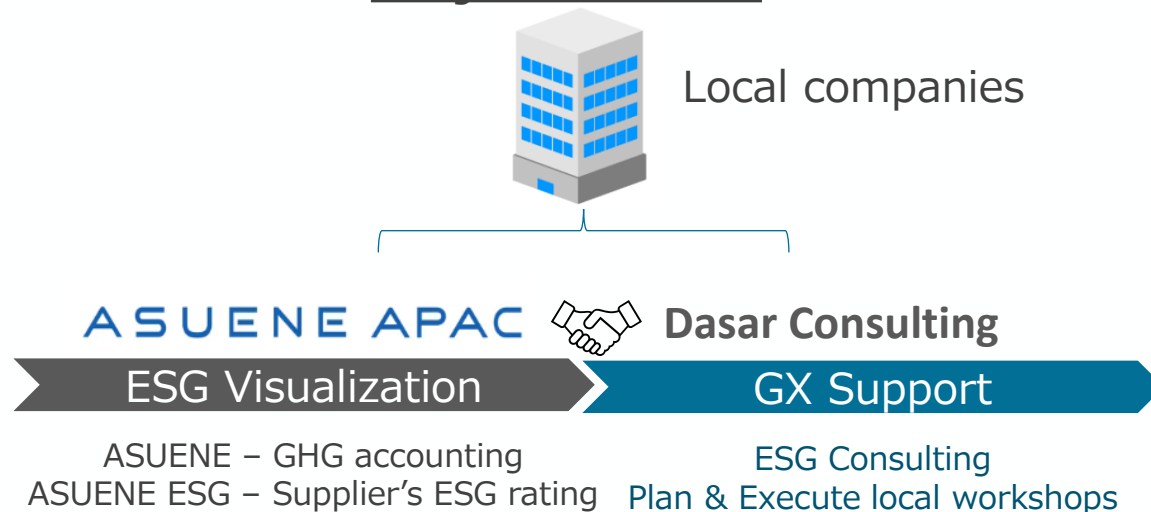 Local companies
ASUENE APAC
Dasar Consulting
ESG Visualization
GX Support
ASUENE – GHG accounting
ASUENE ESG – Supplier's ESG rating
ESG Consulting
Plan & Execute local workshops